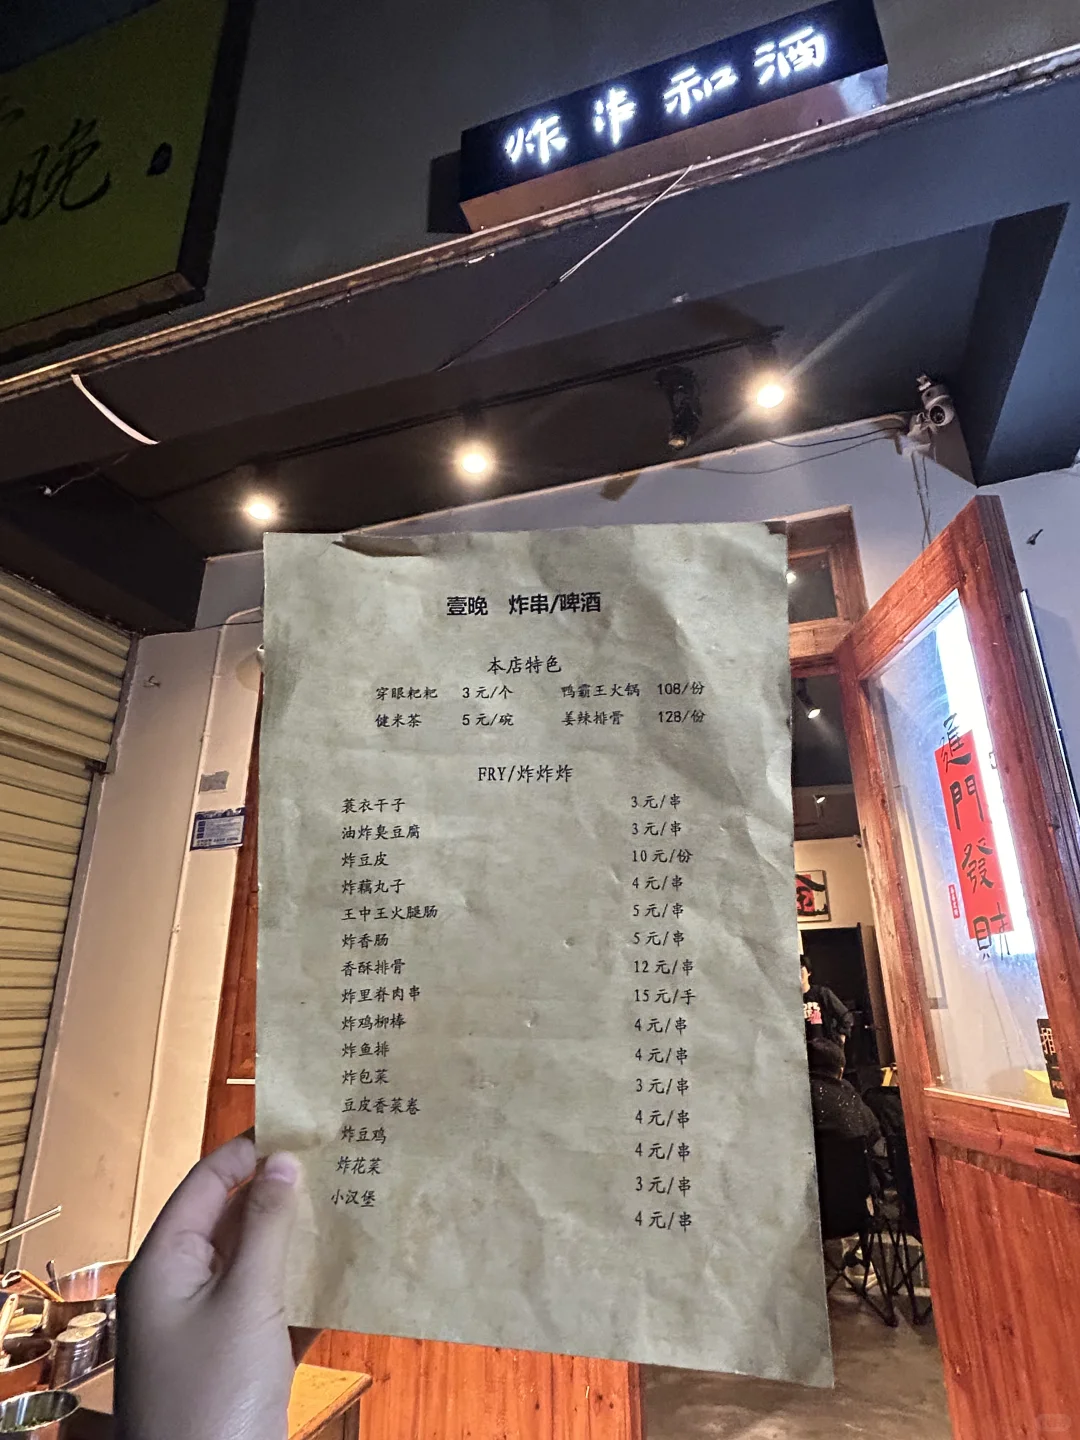 炸串和酒
晚
壹晚 炸串/啤酒
本店特色
穿眼粑粑 3元/个 鸭霸王火锅 108/份
健米茶 5元/碗 姜辣排骨 128/份
FRY/炸炸炸
蓑衣干子 3元/串
油炸臭豆腐 3元/串
炸豆皮 10元/份
炸藕丸子 4元/串
王中王火腿肠 5元/串
炸香肠 5元/串
香酥排骨 12元/串
炸里脊肉串 15元/手
炸鸡柳棒 4元/串
炸鱼排 4元/串
炸包菜 3元/串
豆皮香菜卷 4元/串
炸豆鸡 4元/串
炸花菜 3元/串
小汉堡 4元/串
進門發財
推